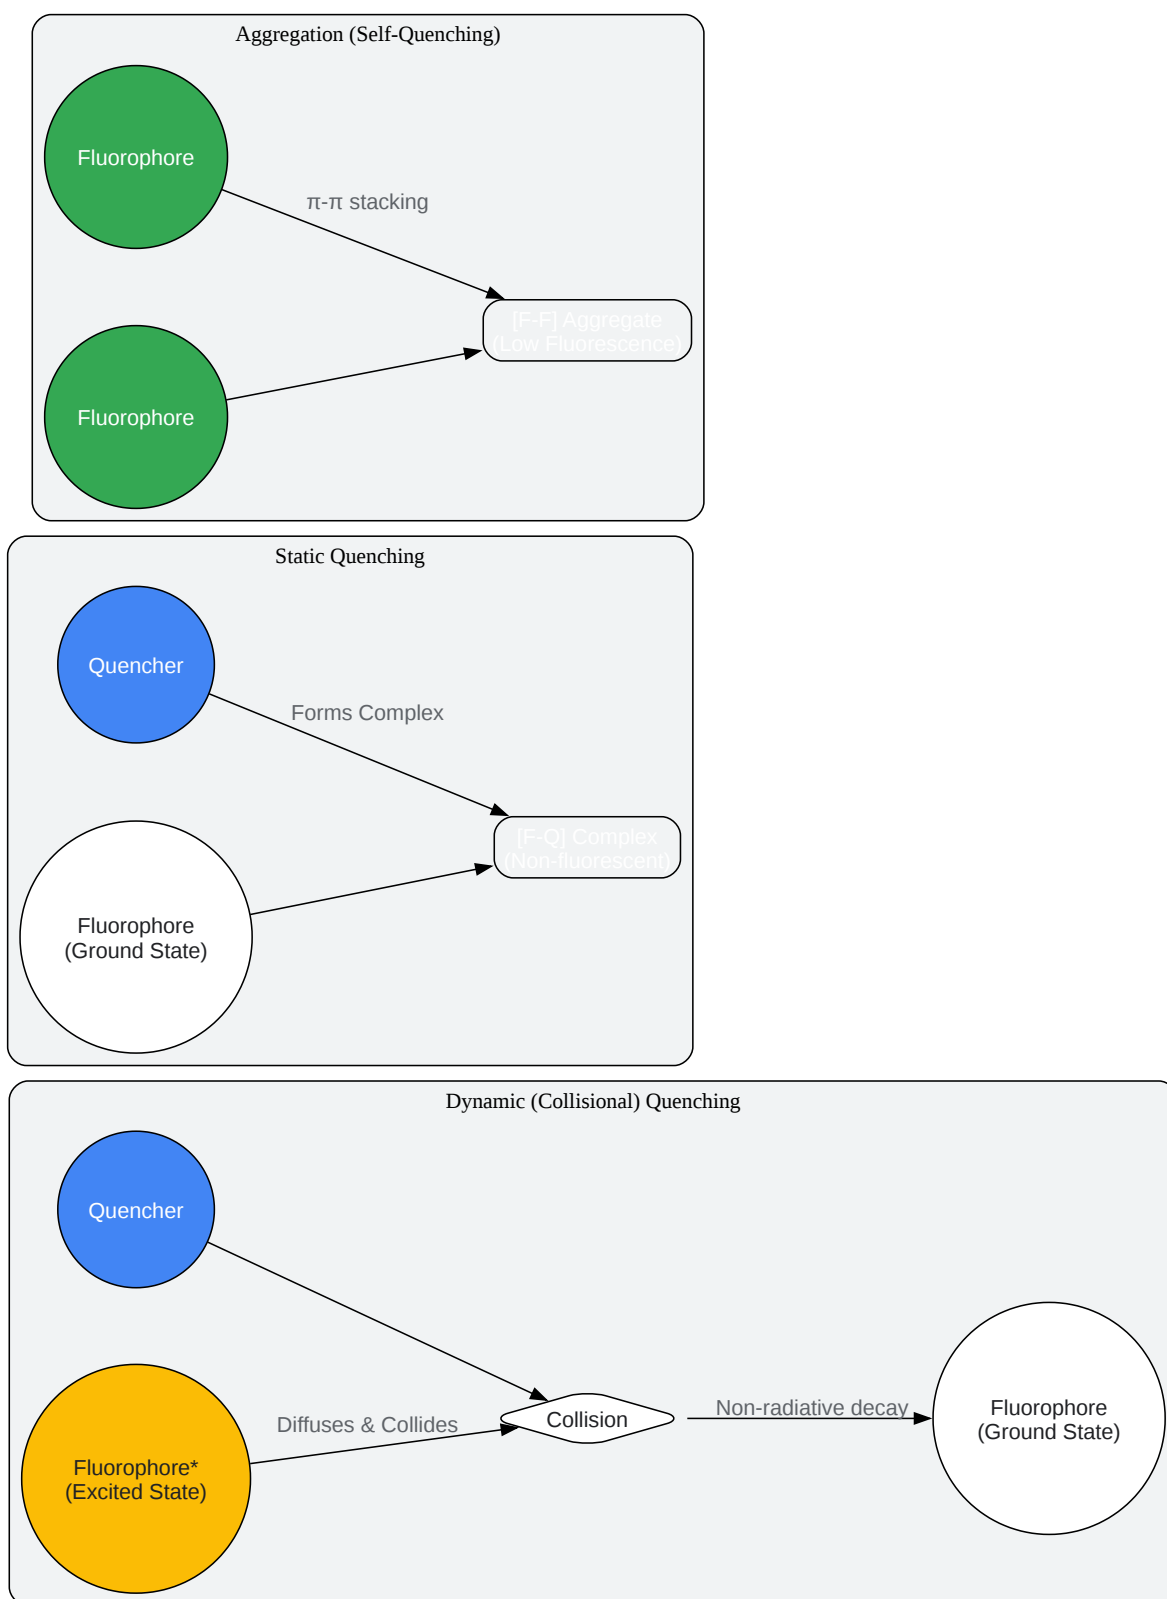 Aggregation (Self-Quenching)
Fluorophore
π-π stacking
[F-F] Aggregate
(Low Fluorescence)
Fluorophore
Static Quenching
Quencher
Forms Complex
[F-Q] Complex
(Non-fluorescent)
Fluorophore
(Ground State)
Dynamic (Collisional) Quenching
Quencher
Diffuses & Collides
Collision
Non-radiative decay
Fluorophore
(Ground State)
Fluorophore*
(Excited State)